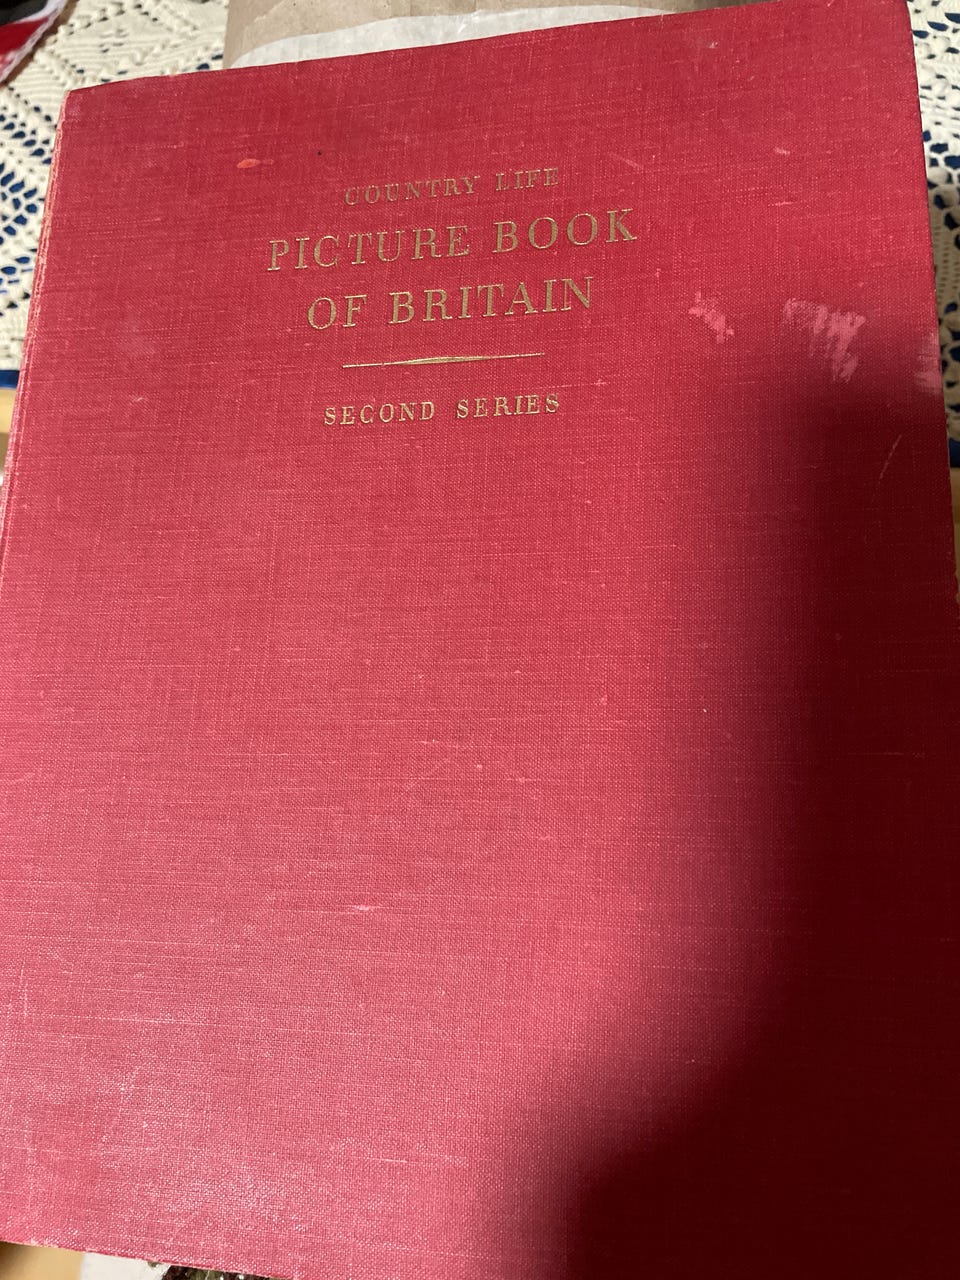 COUNTRY LIFE
PICTURE BOOK
OF BRITAIN
SECOND SERIES